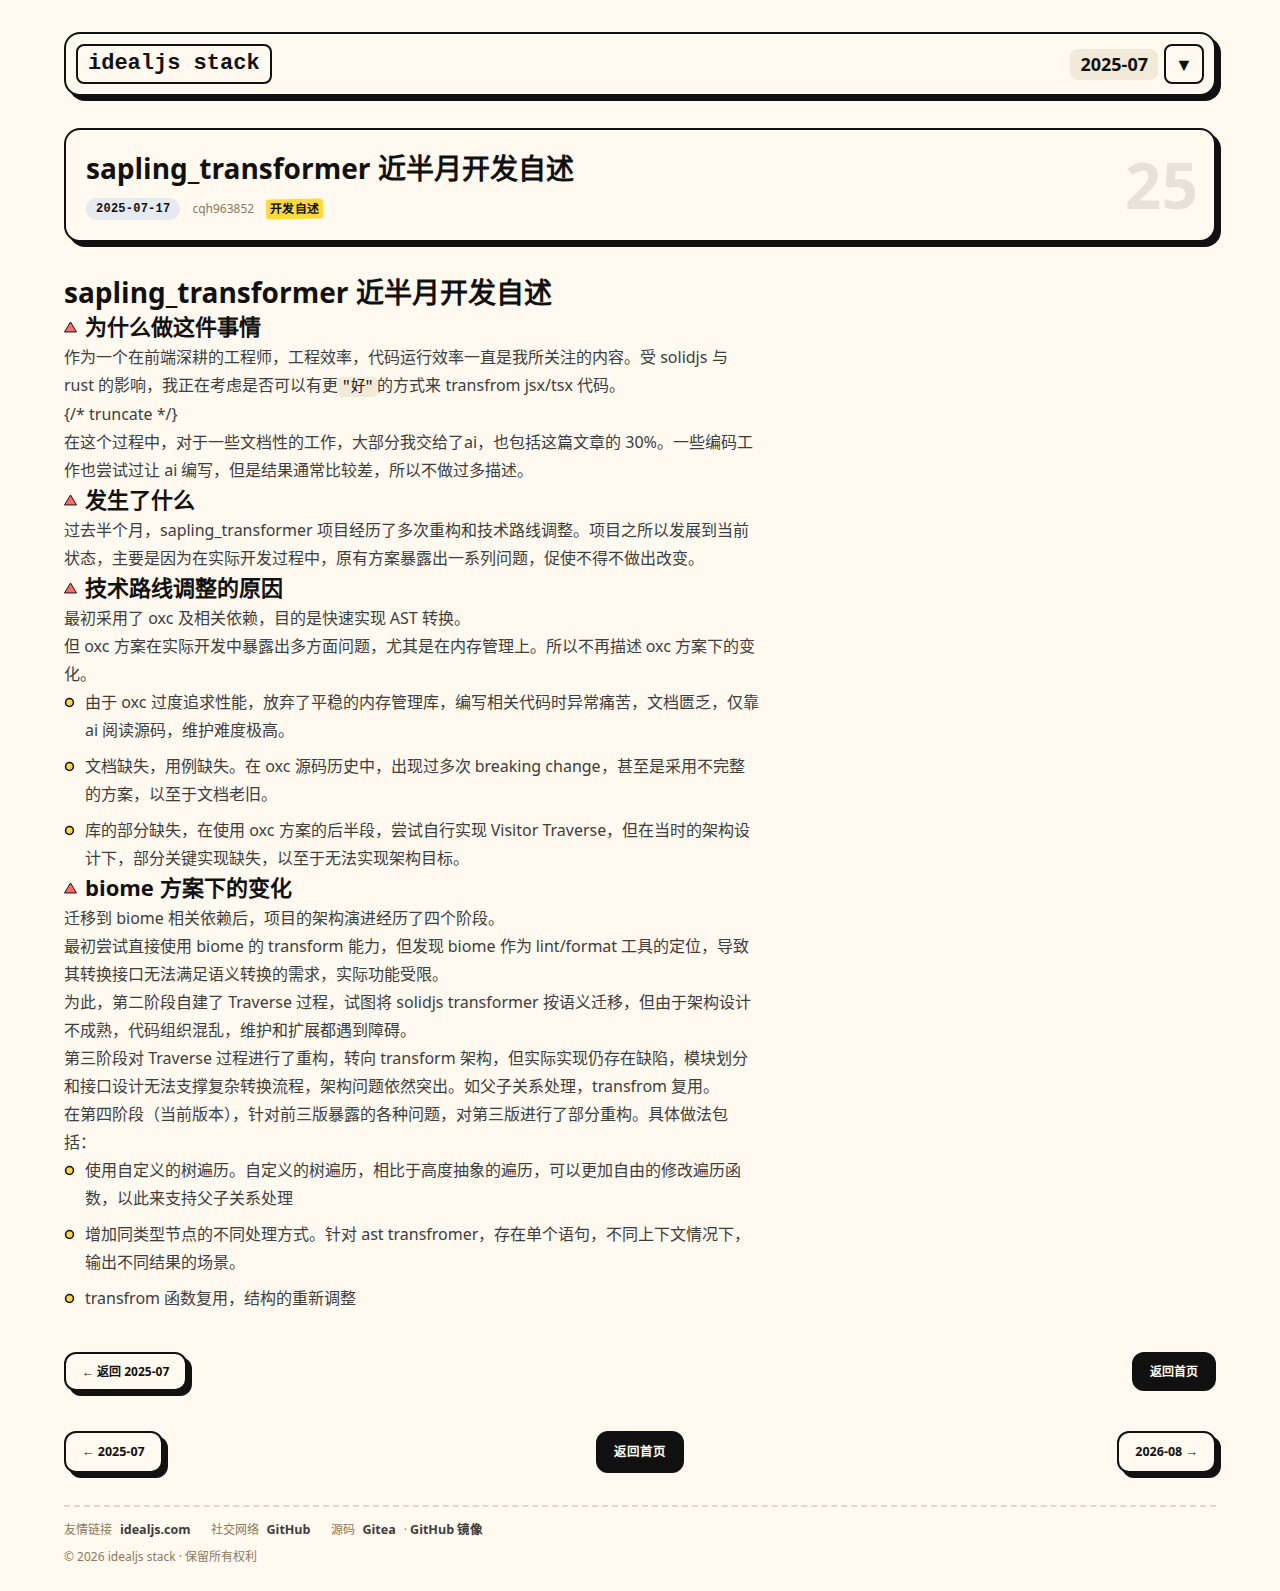 idealjs stack
2025-07
▼
sapling_transformer 近半月开发自述
25
2025-07-17 cqh963852 开发自述
sapling_transformer 近半月开发自述
为什么做这件事情
作为一个在前端深耕的工程师，工程效率，代码运行效率一直是我所关注的内容。受 solidjs 与
rust 的影响，我正在考虑是否可以有更 "好" 的方式来 transfrom jsx/tsx 代码。
{/* truncate */}
在这个过程中，对于一些文档性的工作，大部分我交给了ai，也包括这篇文章的 30%。一些编码工
作也尝试过让 ai 编写，但是结果通常比较差，所以不做过多描述。
发生了什么
过去半个月，sapling_transformer 项目经历了多次重构和技术路线调整。项目之所以发展到当前
状态，主要是因为在实际开发过程中，原有方案暴露出一系列问题，促使不得不做出改变。
技术路线调整的原因
最初采用了 oxc 及相关依赖，目的是快速实现 AST 转换。
但 oxc 方案在实际开发中暴露出多方面问题，尤其是在内存管理上。所以不再描述 oxc 方案下的变
化。
由于 oxc 过度追求性能，放弃了平稳的内存管理库，编写相关代码时异常痛苦，文档匮乏，仅靠
ai 阅读源码，维护难度极高。
文档缺失，用例缺失。在 oxc 源码历史中，出现过多次 breaking change，甚至是采用不完整
的方案，以至于文档老旧。
库的部分缺失，在使用 oxc 方案的后半段，尝试自行实现 Visitor Traverse，但在当时的架构设
计下，部分关键实现缺失，以至于无法实现架构目标。
biome 方案下的变化
迁移到 biome 相关依赖后，项目的架构演进经历了四个阶段。
最初尝试直接使用 biome 的 transform 能力，但发现 biome 作为 lint/format 工具的定位，导致
其转换接口无法满足语义转换的需求，实际功能受限。
为此，第二阶段自建了 Traverse 过程，试图将 solidjs transformer 按语义迁移，但由于架构设计
不成熟，代码组织混乱，维护和扩展都遇到障碍。
第三阶段对 Traverse 过程进行了重构，转向 transform 架构，但实际实现仍存在缺陷，模块划分
和接口设计无法支撑复杂转换流程，架构问题依然突出。如父子关系处理，transfrom 复用。
在第四阶段（当前版本），针对前三版暴露的各种问题，对第三版进行了部分重构。具体做法包
括：
使用自定义的树遍历。自定义的树遍历，相比于高度抽象的遍历，可以更加自由的修改遍历函
数，以此来支持父子关系处理
增加同类型节点的不同处理方式。针对 ast transfromer，存在单个语句，不同上下文情况下，
输出不同结果的场景。
transfrom 函数复用，结构的重新调整
← 返回 2025-07 返回首页
← 2025-07 返回首页 2026-08 →
友情链接 idealjs.com 社交网络 GitHub 源码 Gitea · GitHub 镜像
© 2026 idealjs stack · 保留所有权利